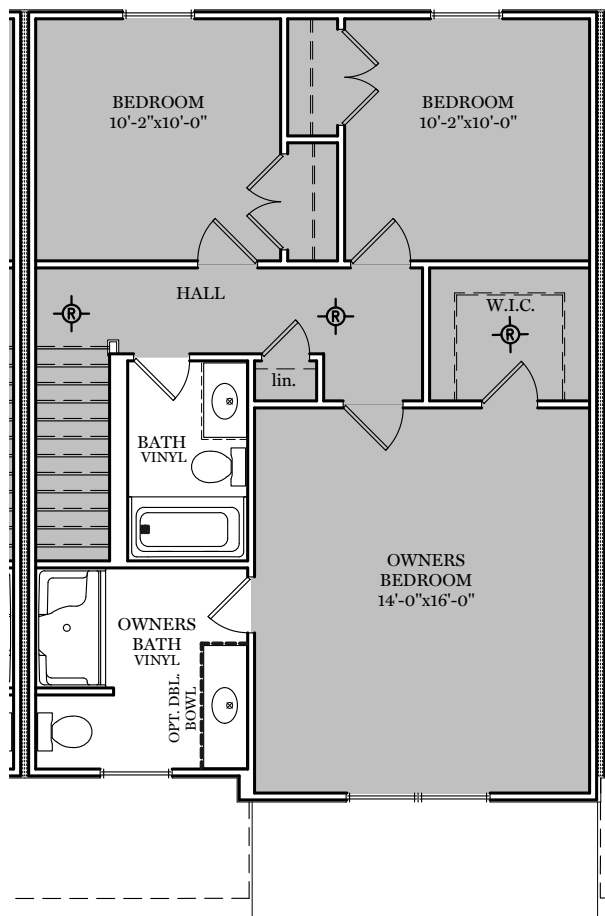 BEDROOM
10'-2"x10'-0"
BEDROOM
10'-2"x10'-0"
HALL
R
R
W.I.C.
R
lin.
BATH
VINYL
OWNERS
BEDROOM
14'-0"x16'-0"
OWNERS
BATH
VINYL
OPT. DBL.
BOWL